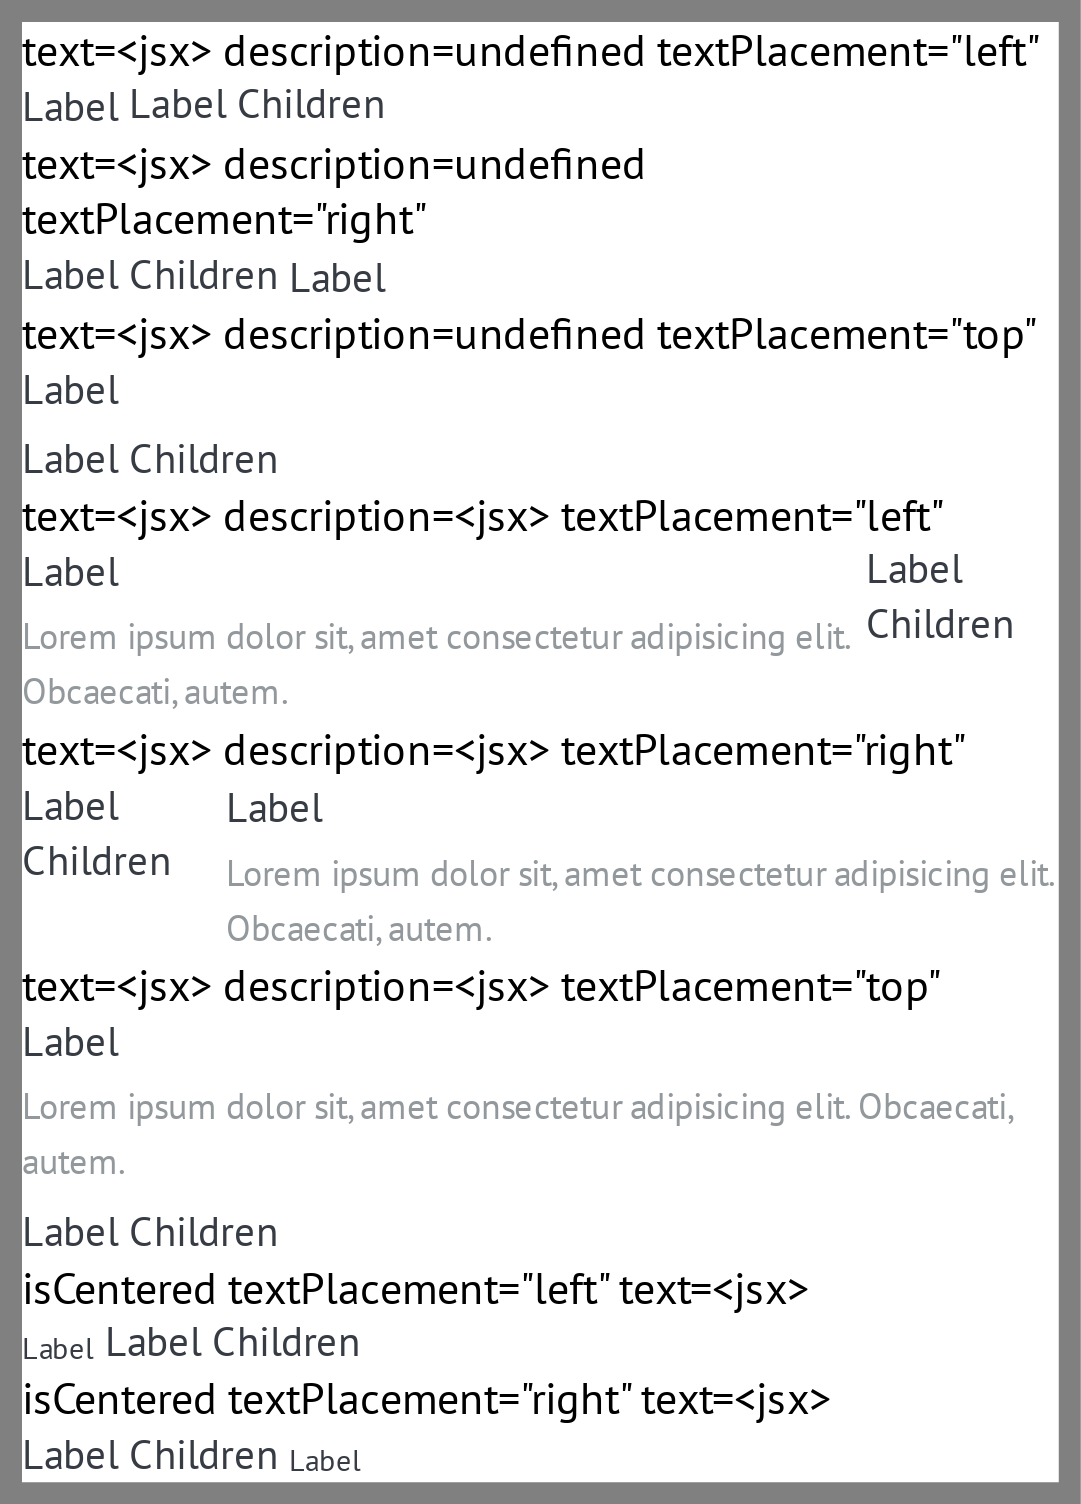 text=<jsx> description=undefined textPlacement="left"
Label Label Children
text=<jsx> description=undefined
textPlacement="right"
Label Children Label
text=<jsx> description=undefined textPlacement="top"
Label
Label Children
text=<jsx> description=<jsx> textPlacement="left"
Label Label
Children
Lorem ipsum dolor sit, amet consectetur adipisicing elit.
Obcaecati, autem.
text=<jsx> description=<jsx> textPlacement="right"
Label Label
Children
Lorem ipsum dolor sit, amet consectetur adipisicing elit.
Obcaecati, autem.
text=<jsx> description=<jsx> textPlacement="top"
Label
Lorem ipsum dolor sit, amet consectetur adipisicing elit. Obcaecati,
autem.
Label Children
isCentered textPlacement="left" text=<jsx>
Label Label Children
isCentered textPlacement="right" text=<jsx>
Label Children Label